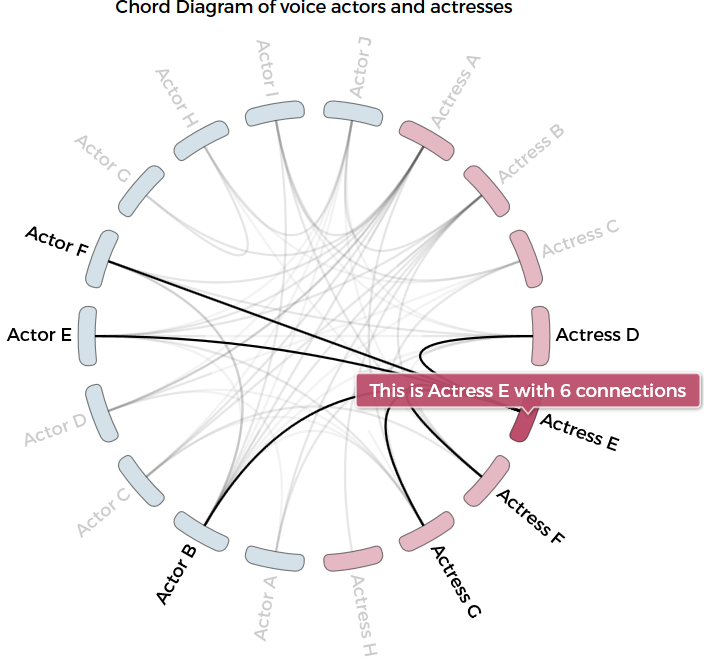 Chord Diagram of voice actors and actresses
Actor J
Actor I
Actress A
Actor H
Actress B
Actor G
Actress C
Actor F
Actor E
Actress D
This is Actress E with 6 connections
Actor D
Actress E
Actor C
Actress F
Actor B
Actress G
Actor A
Actress H